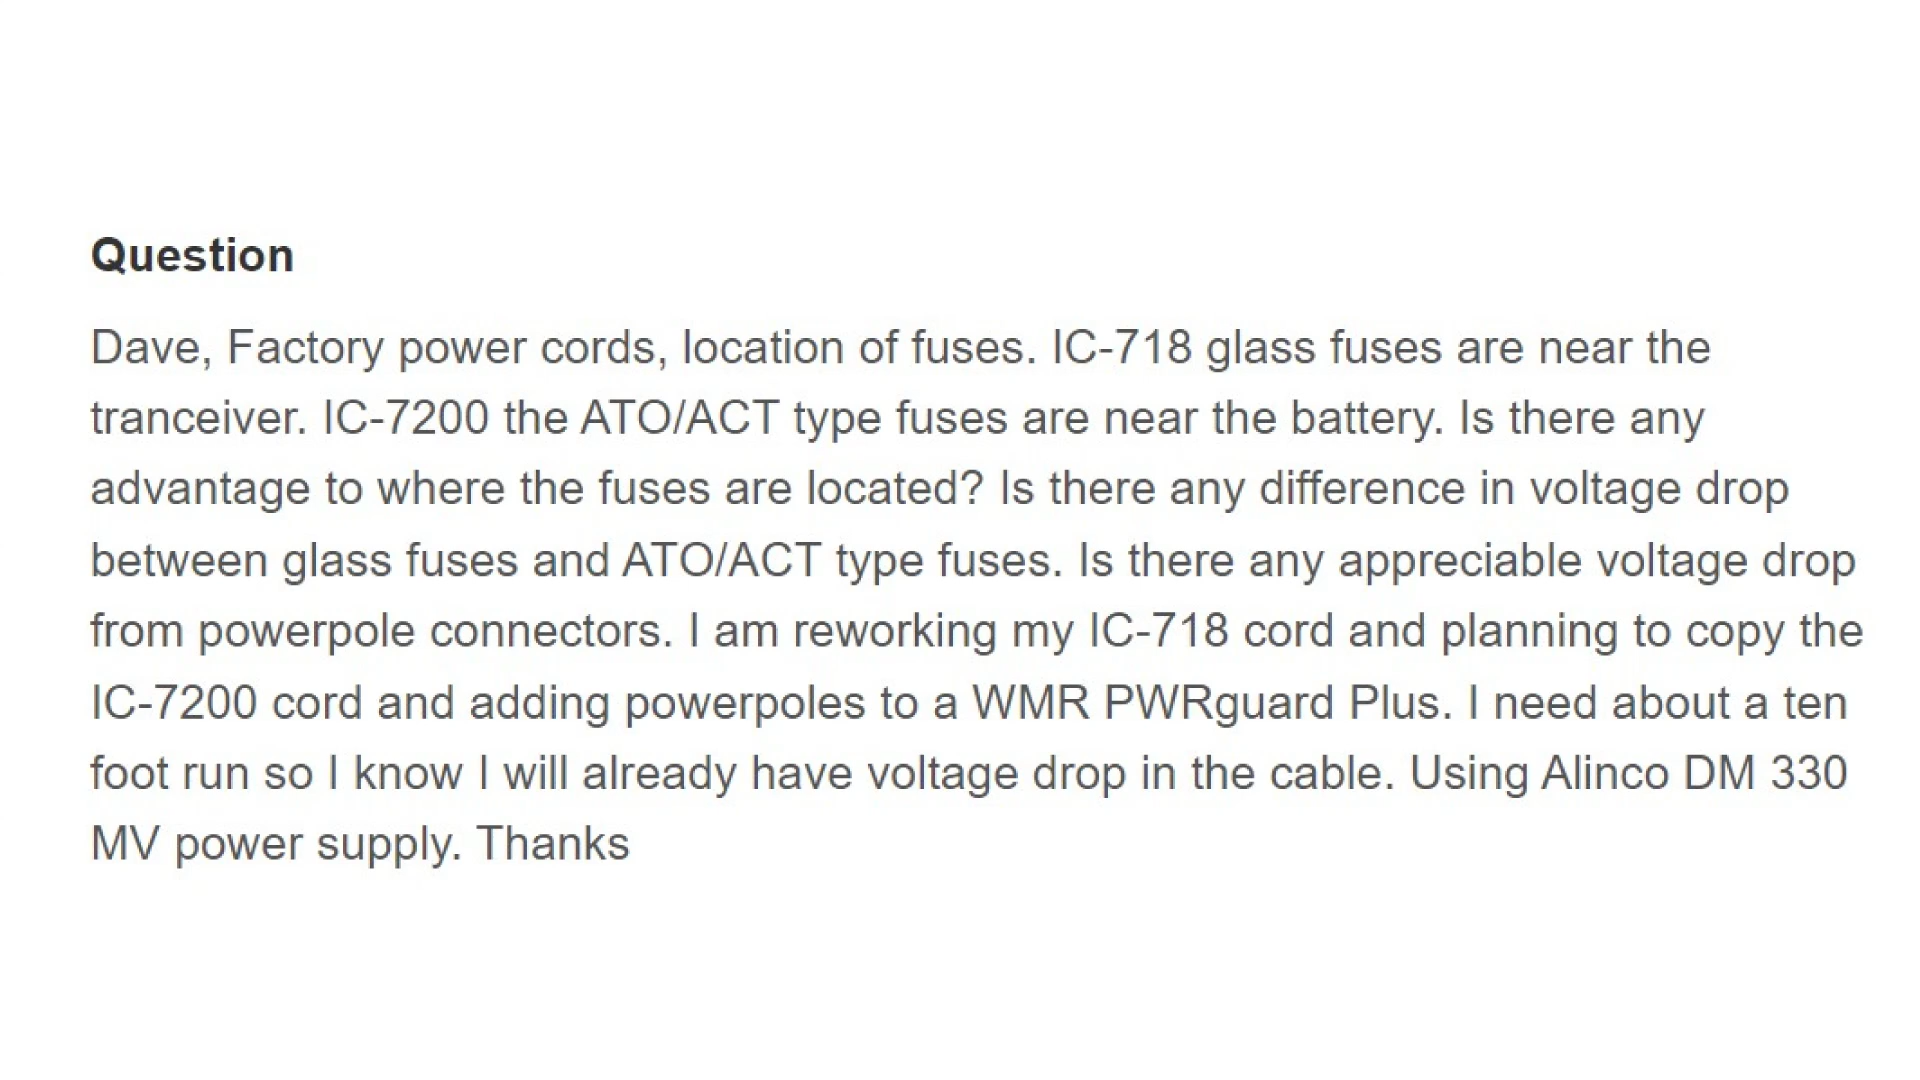 Question
Dave, Factory power cords, location of fuses. IC-718 glass fuses are near the
tranceiver. IC-7200 the ATO/ACT type fuses are near the battery. Is there any
advantage to where the fuses are located? Is there any difference in voltage drop
between glass fuses and ATO/ACT type fuses. Is there any appreciable voltage drop
from powerpole connectors. I am reworking my IC-718 cord and planning to copy the
IC-7200 cord and adding powerpoles to a WMR PWRguard Plus. I need about a ten
foot run so I know I will already have voltage drop in the cable. Using Alinco DM 330
MV power supply. Thanks